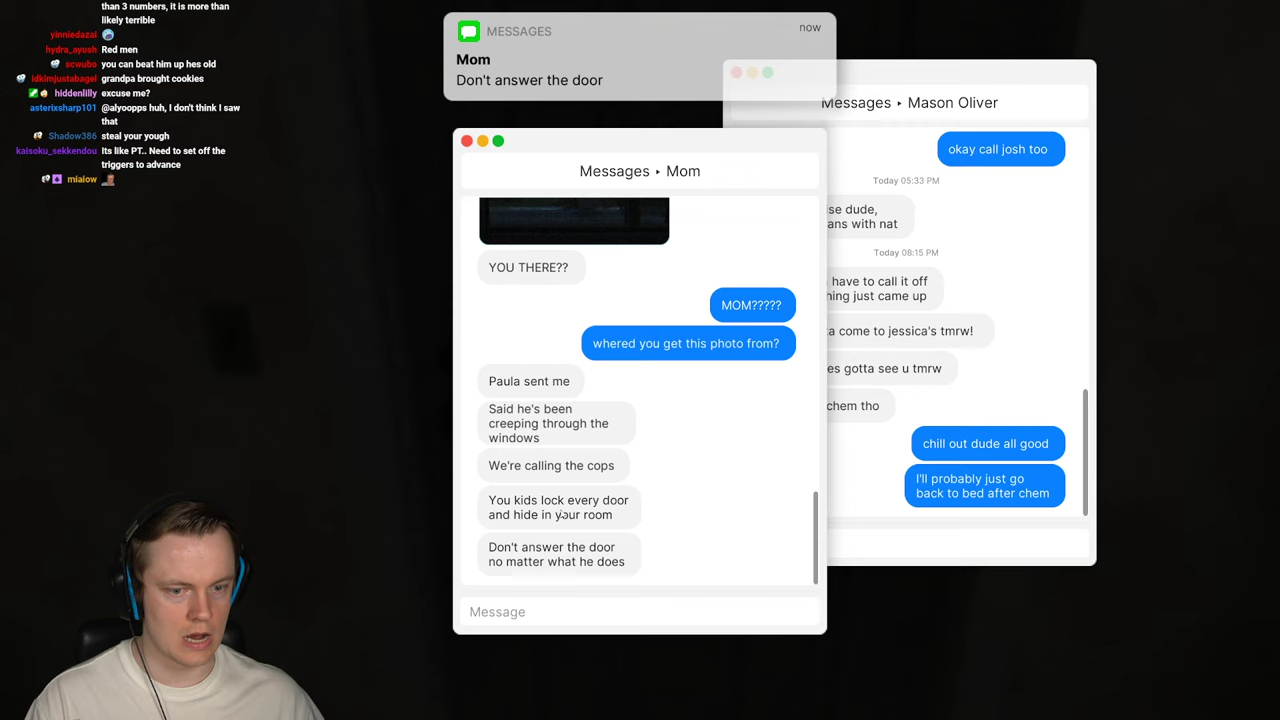 than 3 numbers, it is more than
likely terrible
yinniedazai
hydra_ayush Red men
scwubo you can beat him up hes old
idkimjustabagel grandpa brought cookies
hiddenlilly excuse me?
asterixsharp101 @alyoopps huh, I don't think I saw
that
Shadow386 steal your yough
kaisoku_sekkendou Its like PT.. Need to set off the
triggers to advance
miaiow
MESSAGES now
Mom
Don't answer the door
Messages ‣ Mom
YOU THERE??
MOM?????
whered you get this photo from?
Paula sent me
Said he's been
creeping through the
windows
We're calling the cops
You kids lock every door
and hide in your room
Don't answer the door
no matter what he does
Message
Messages ‣ Mason Oliver
okay call josh too
Today 05:33 PM
se dude,
ans with nat
Today 08:15 PM
have to call it off
ning just came up
a come to jessica's tmrw!
es gotta see u tmrw
chem tho
chill out dude all good
I'll probably just go
back to bed after chem